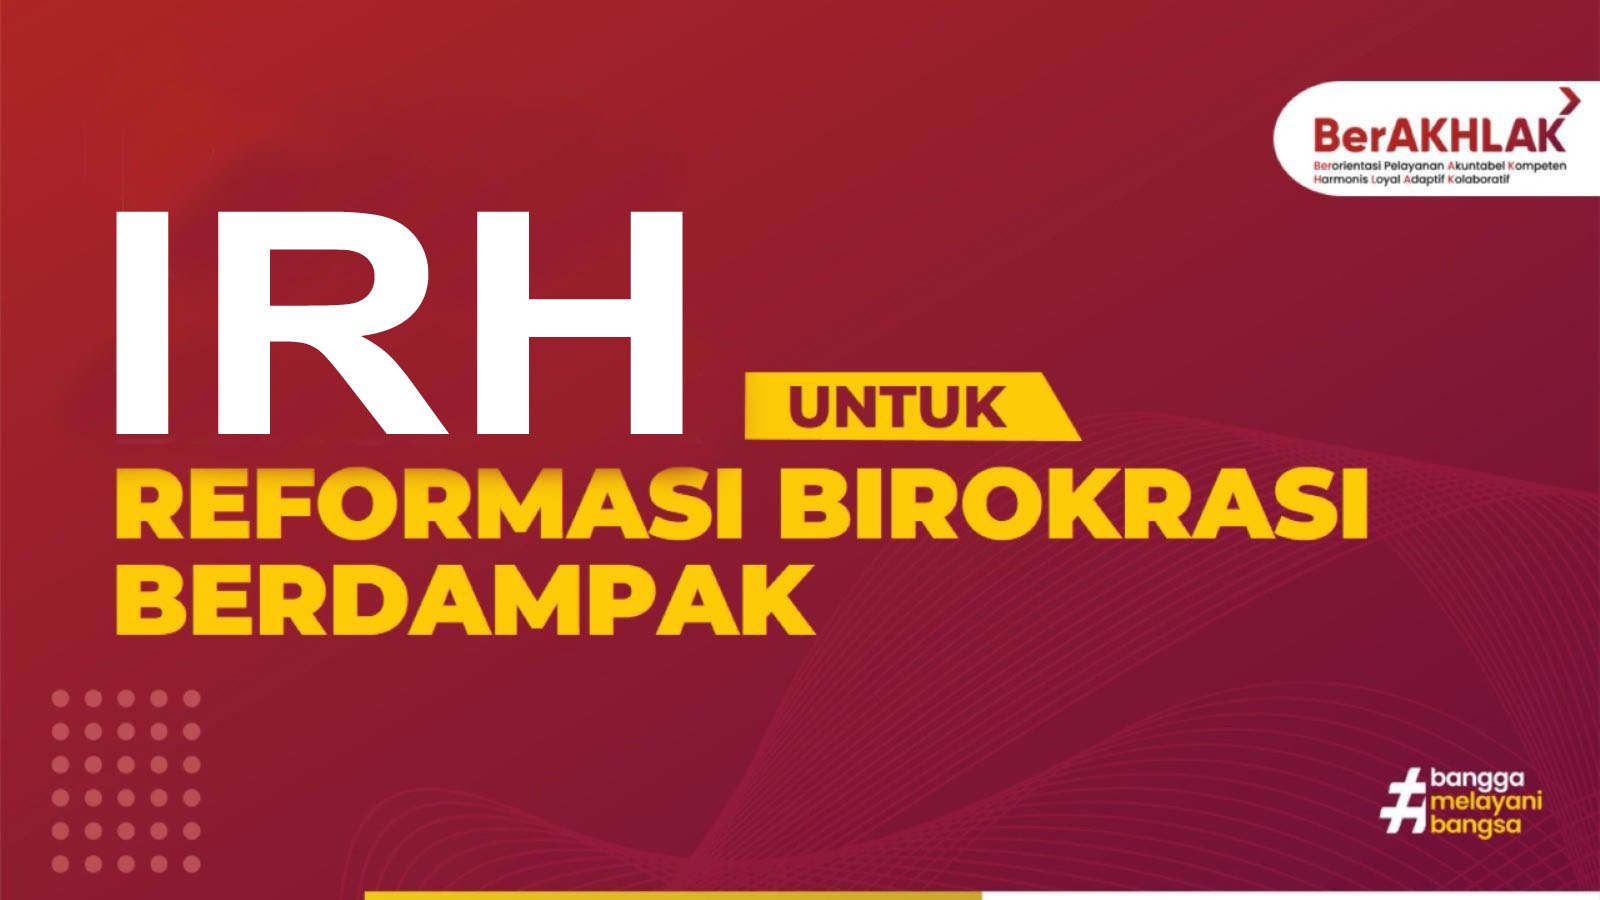 BerAKHLAK
Berorientasi Pelayanan Akuntabel Kompeten
Harmonis Loyal Adaptif Kolaboratif
IRH
UNTUK
REFORMASI BIROKRASI
BERDAMPAK
#bangga
melayani
bangsa